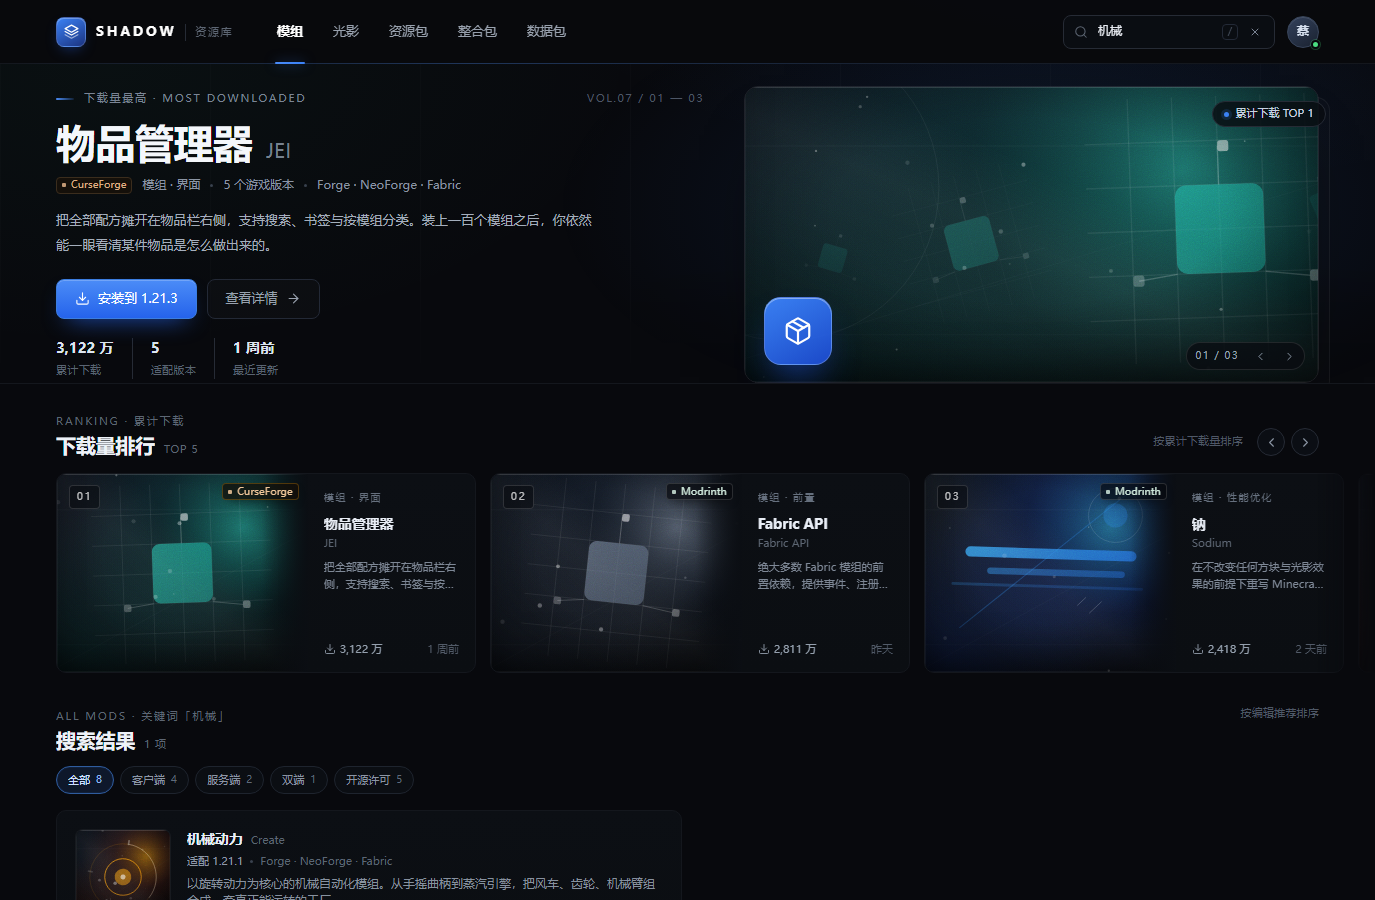 SHADOW 资源库 模组 光影 资源包 整合包 数据包 机械 / 蔡
下载量最高 · MOST DOWNLOADED VOL.07 / 01 — 03
累计下载 TOP 1
物品管理器 JEI
CurseForge 模组 · 界面 5 个游戏版本 Forge · NeoForge · Fabric
把全部配方摊开在物品栏右侧，支持搜索、书签与按模组分类。装上一百个模组之后，你依然
能一眼看清某件物品是怎么做出来的。
安装到 1.21.3 查看详情
3,122 万 5 1 周前
累计下载 适配版本 最近更新
01 / 03
RANKING · 累计下载
下载量排行 TOP 5
按累计下载量排序
01 CurseForge
模组 · 界面
物品管理器
JEI
把全部配方摊开在物品栏右
侧，支持搜索、书签与按...
3,122 万 1 周前
02 Modrinth
模组 · 前置
Fabric API
Fabric API
绝大多数 Fabric 模组的前
置依赖，提供事件、注册...
2,811 万 昨天
03 Modrinth
模组 · 性能优化
钠
Sodium
在不改变任何方块与光影效
果的前提下重写 Minecra...
2,418 万 2 天前
ALL MODS · 关键词「机械」
搜索结果 1 项
按编辑推荐排序
全部 8 客户端 4 服务端 2 双端 1 开源许可 5
机械动力 Create
适配 1.21.1 Forge · NeoForge · Fabric
以旋转动力为核心的机械自动化模组。从手摇曲柄到蒸汽引擎，把风车、齿轮、机械臂组